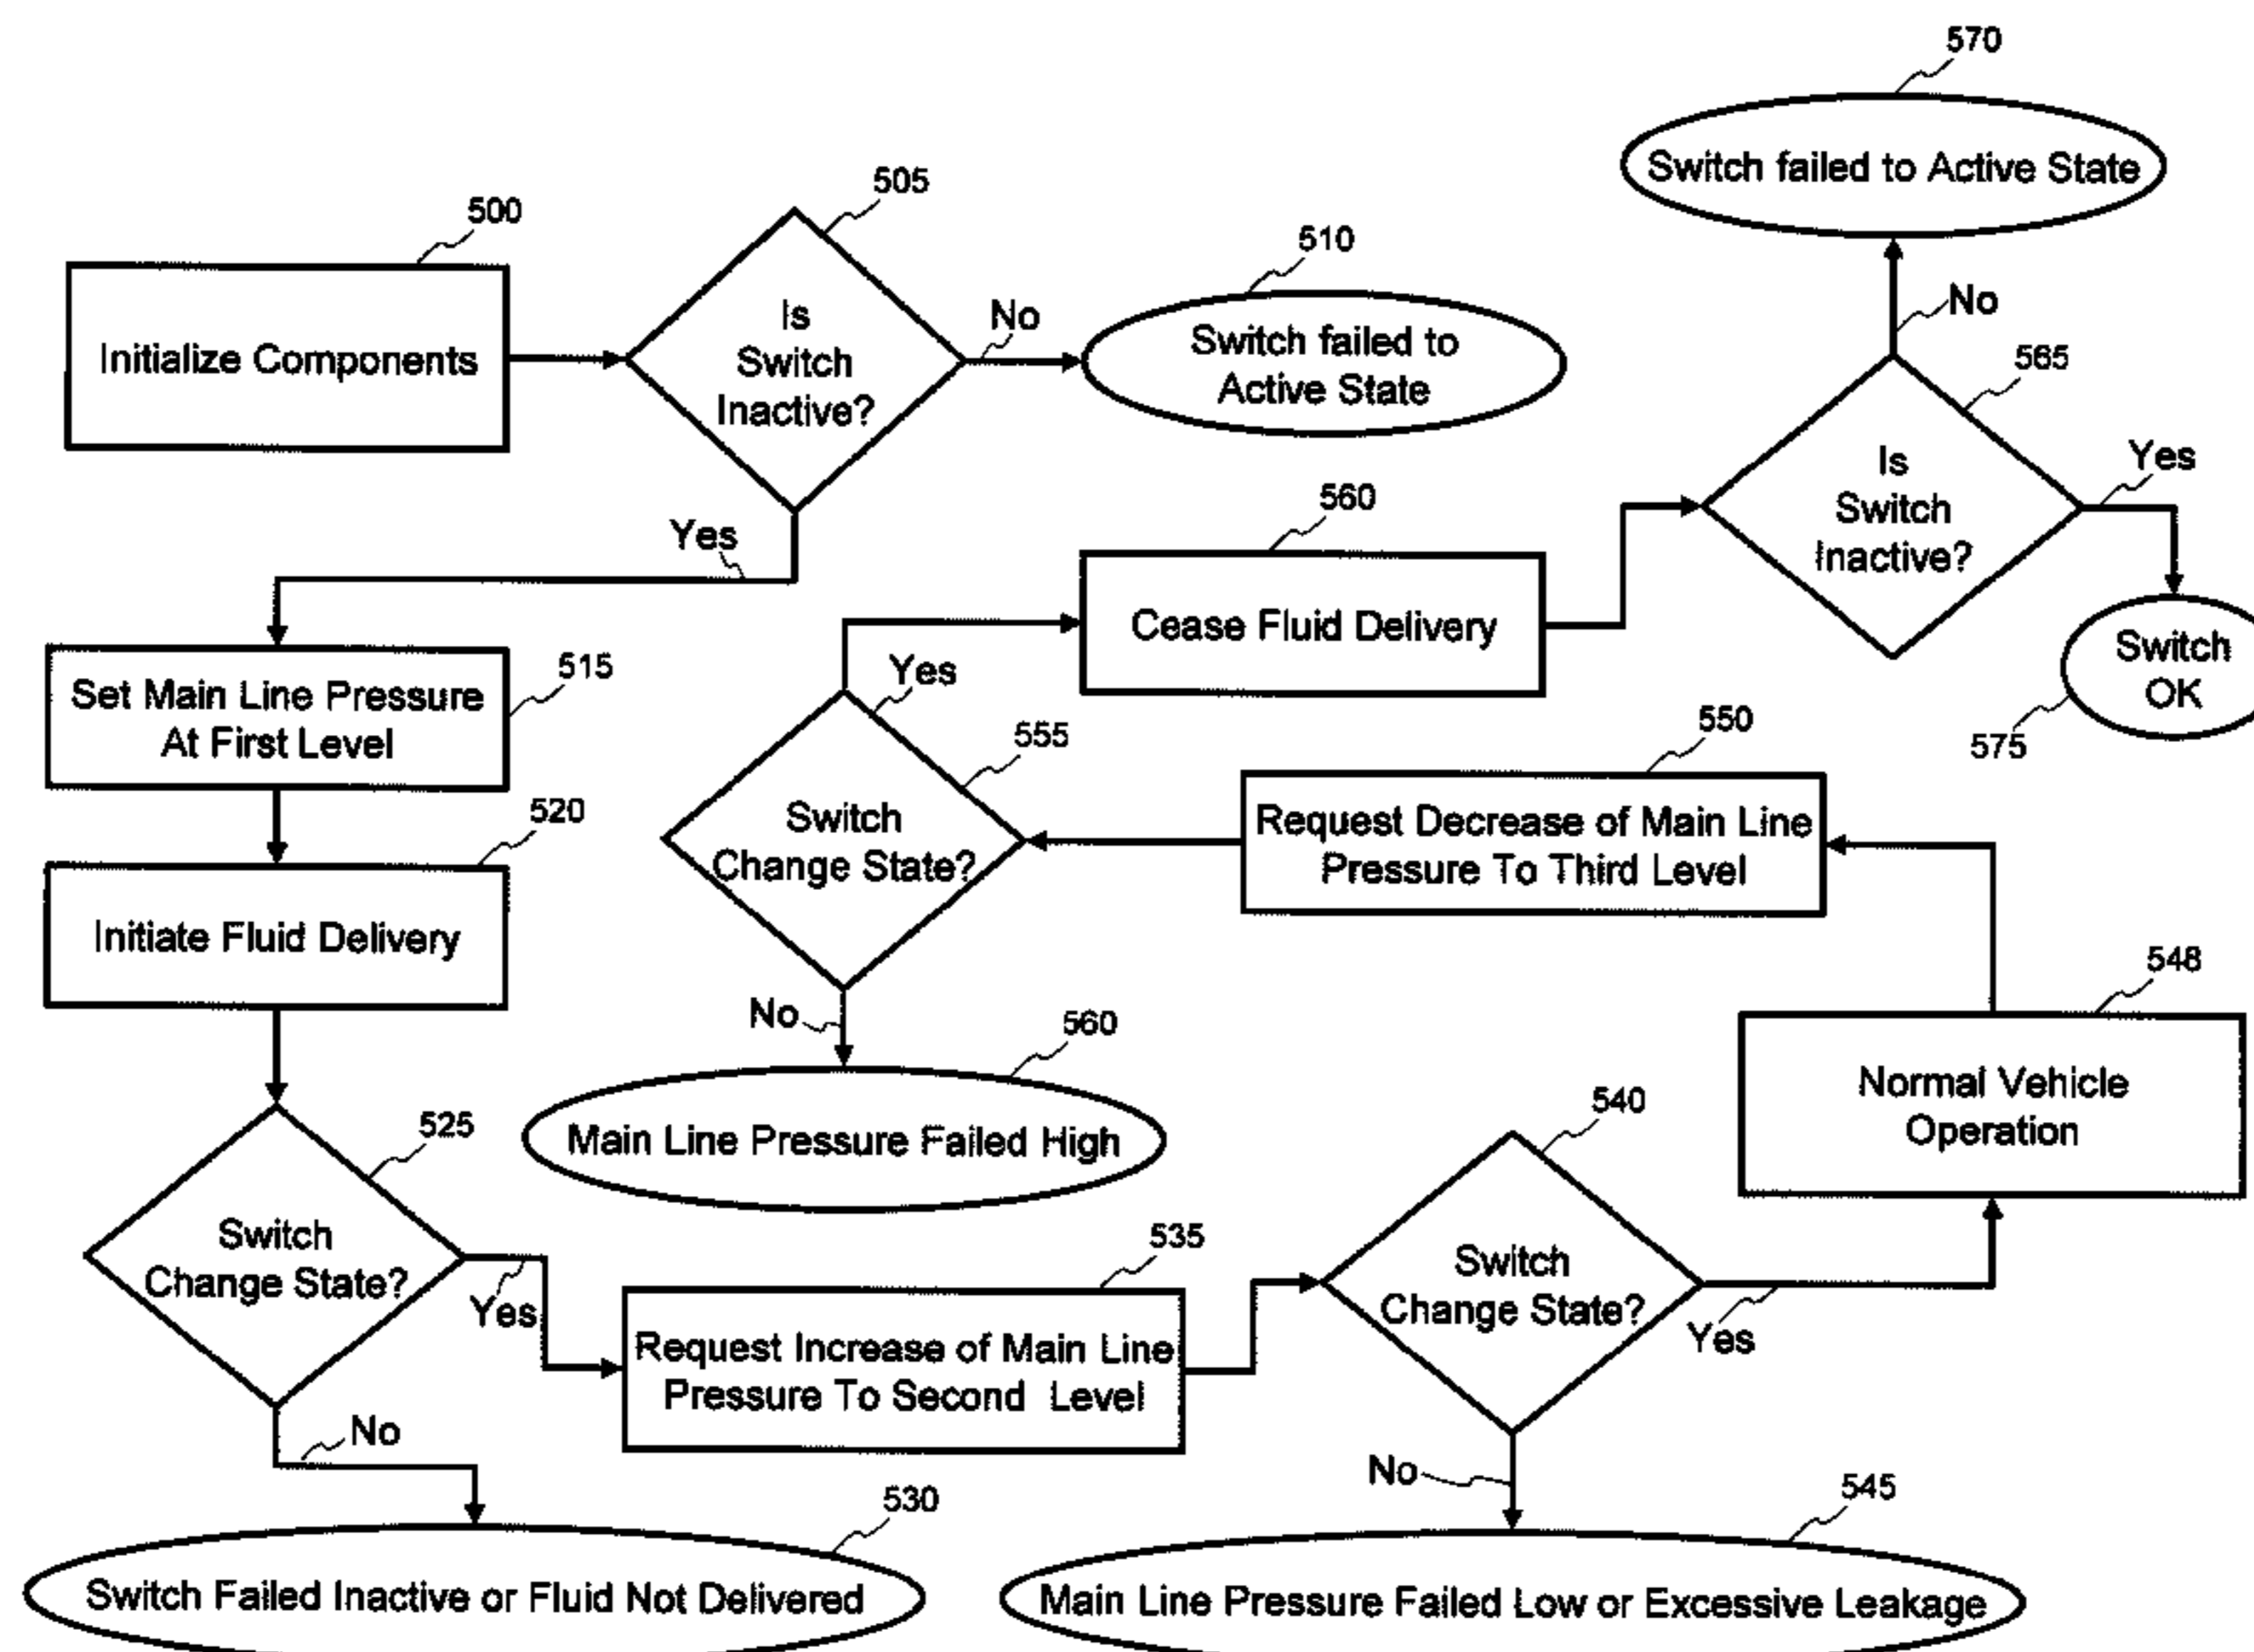 570
Switch failed to Active State
No
505
500
510
Initialize Components
Is
Switch
Inactive?
No
Switch failed to
Active State
565
Is
Switch
Inactive?
Yes
Yes
560
Cease Fluid Delivery
Switch
OK
575
Set Main Line Pressure
At First Level
515
Yes
555
550
Switch
Change State?
Request Decrease of Main Line
Pressure To Third Level
520
Initiate Fluid Delivery
No
560
Main Line Pressure Failed High
548
Normal Vehicle
Operation
525
Switch
Change State?
Yes
535
Request Increase of Main Line
Pressure To Second Level
540
Switch
Change State?
Yes
No
530
Switch Failed Inactive or Fluid Not Delivered
No
545
Main Line Pressure Failed Low or Excessive Leakage